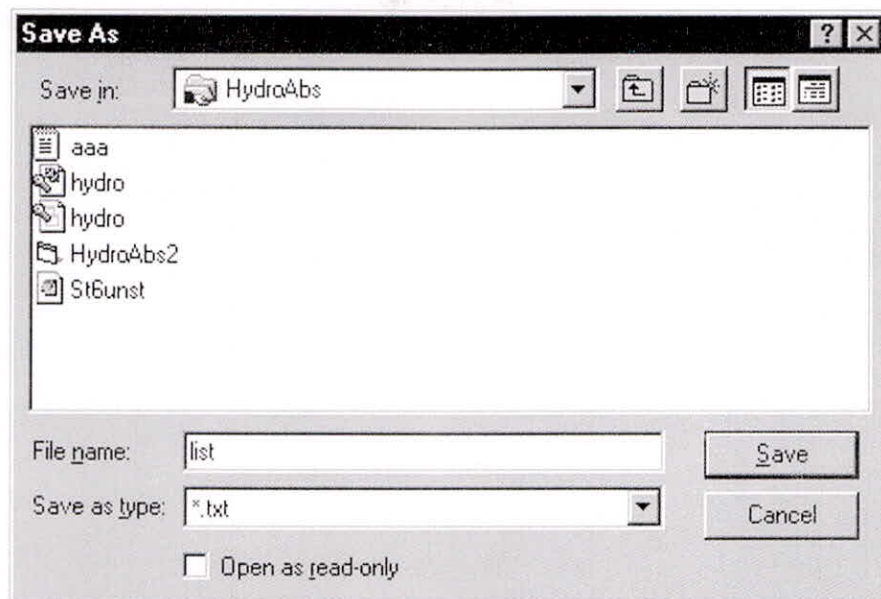 Save As
Save in: HydroAbs
aaa
hydro
hydro
HydroAbs2
St6unst
File name: list Save
Save as type: *.txt Cancel
Open as read-only